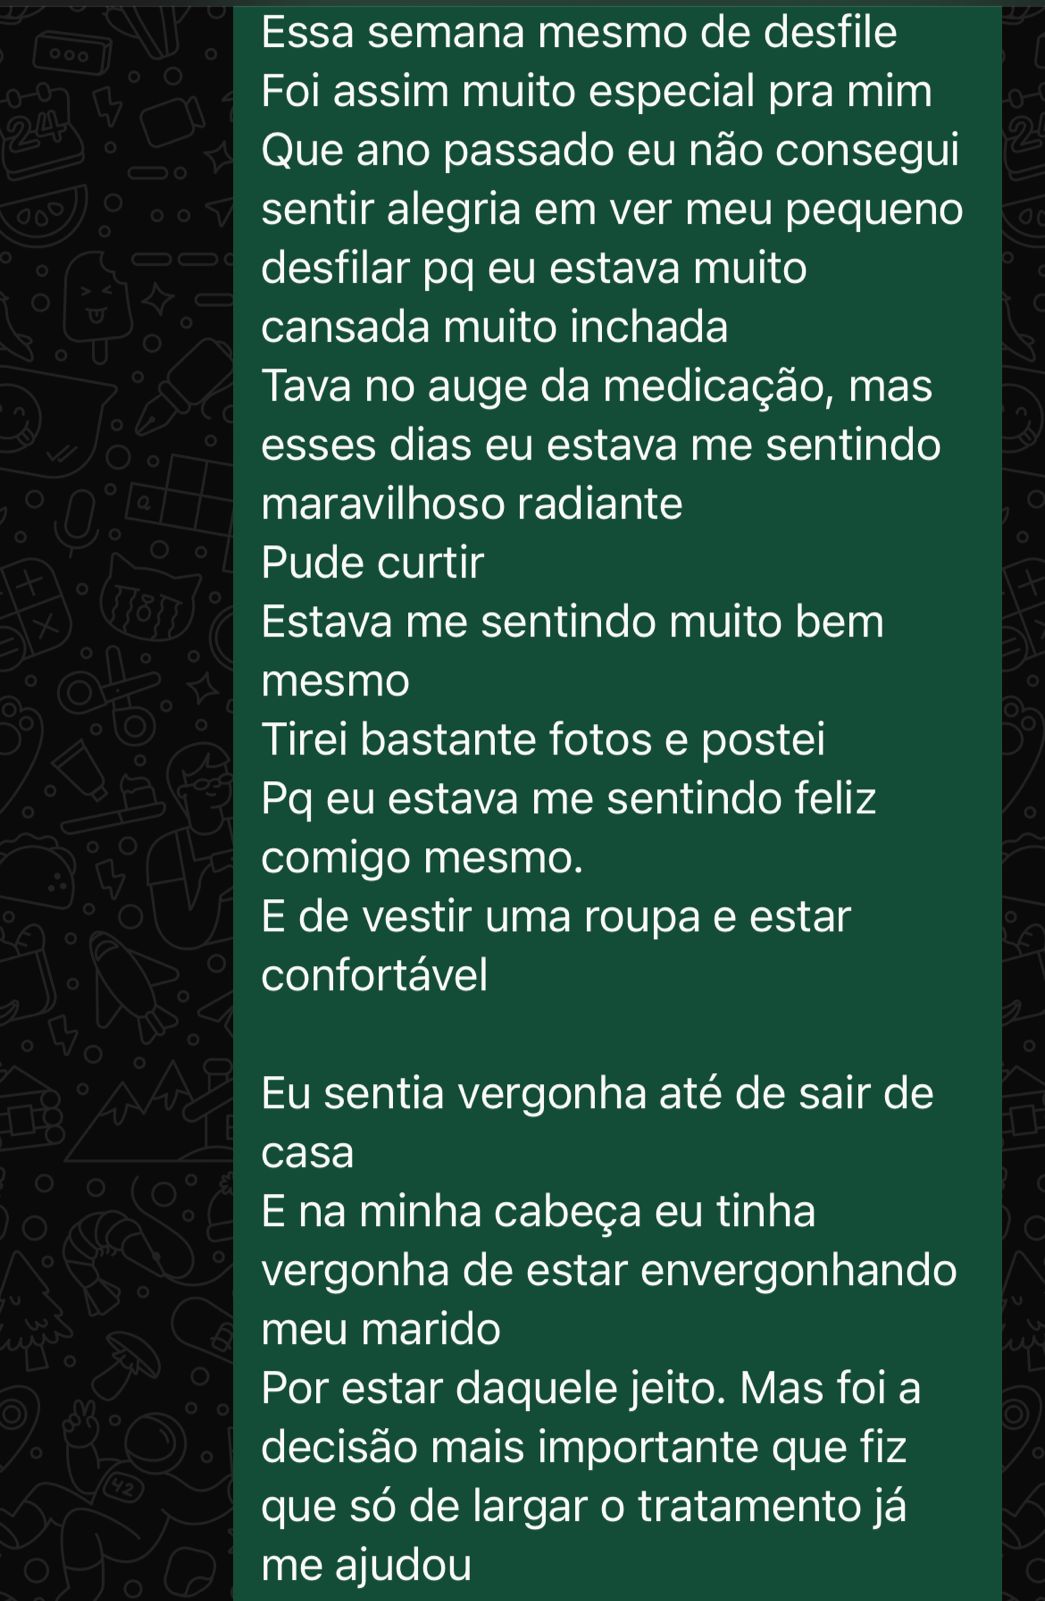 Essa semana mesmo de desfile
Foi assim muito especial pra mim
Que ano passado eu não consegui
sentir alegria em ver meu pequeno
desfilar pq eu estava muito
cansada muito inchada
Tava no auge da medicação, mas
esses dias eu estava me sentindo
maravilhoso radiante
Pude curtir
Estava me sentindo muito bem
mesmo
Tirei bastante fotos e postei
Pq eu estava me sentindo feliz
comigo mesmo.
E de vestir uma roupa e estar
confortável
Eu sentia vergonha até de sair de
casa
E na minha cabeça eu tinha
vergonha de estar envergonhando
meu marido
Por estar daquele jeito. Mas foi a
decisão mais importante que fiz
que só de largar o tratamento já
me ajudou